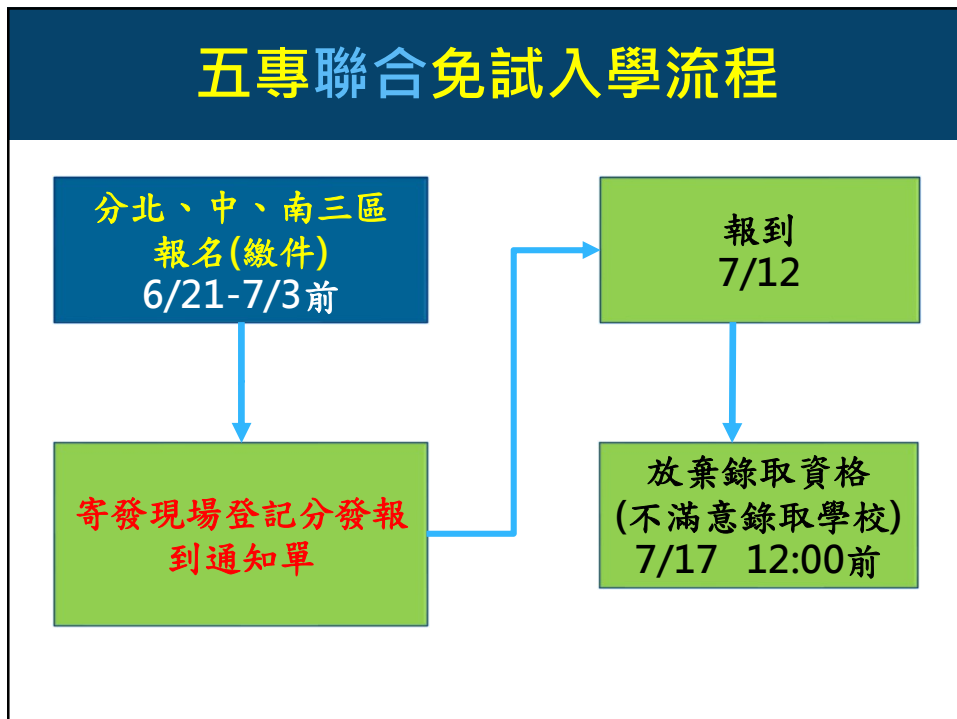 五專聯合免試入學流程
分北、中、南三區
報名(繳件)
6/21-7/3前
寄發現場登記分發報
到通知單
報到
7/12
放棄錄取資格
(不滿意錄取學校)
7/17 12:00前